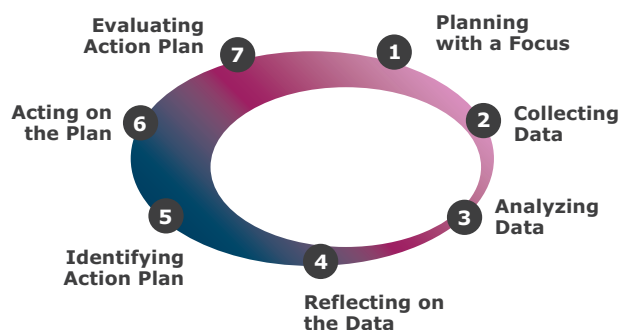 1
Planning
with a Focus
2
Collecting
Data
3
Analyzing
Data
4
Reflecting on
the Data
5
Identifying
Action Plan
6
Acting on
the Plan
7
Evaluating
Action Plan